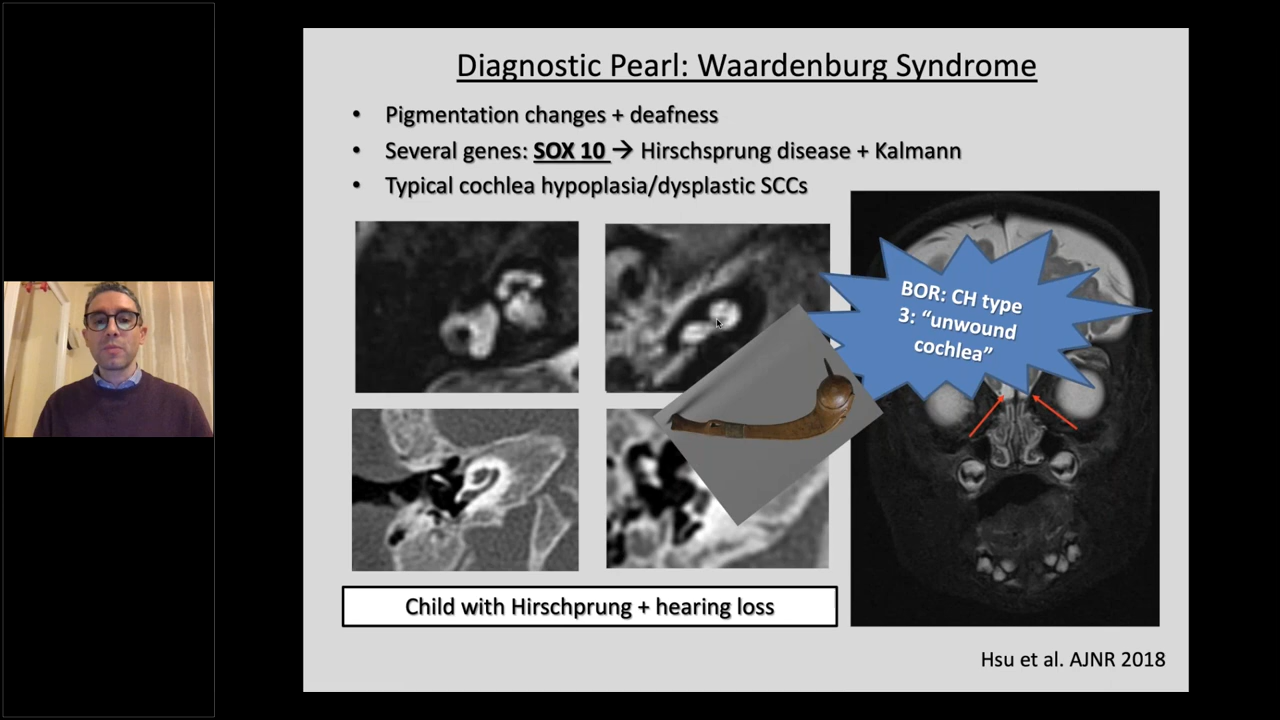 Diagnostic Pearl: Waardenburg Syndrome
• Pigmentation changes + deafness
• Several genes: SOX 10 → Hirschsprung disease + Kalmann
• Typical cochlea hypoplasia/dysplastic SCCs
BOR: CH type
3: “unwound
cochlea”
Child with Hirschprung + hearing loss
Hsu et al. AJNR 2018